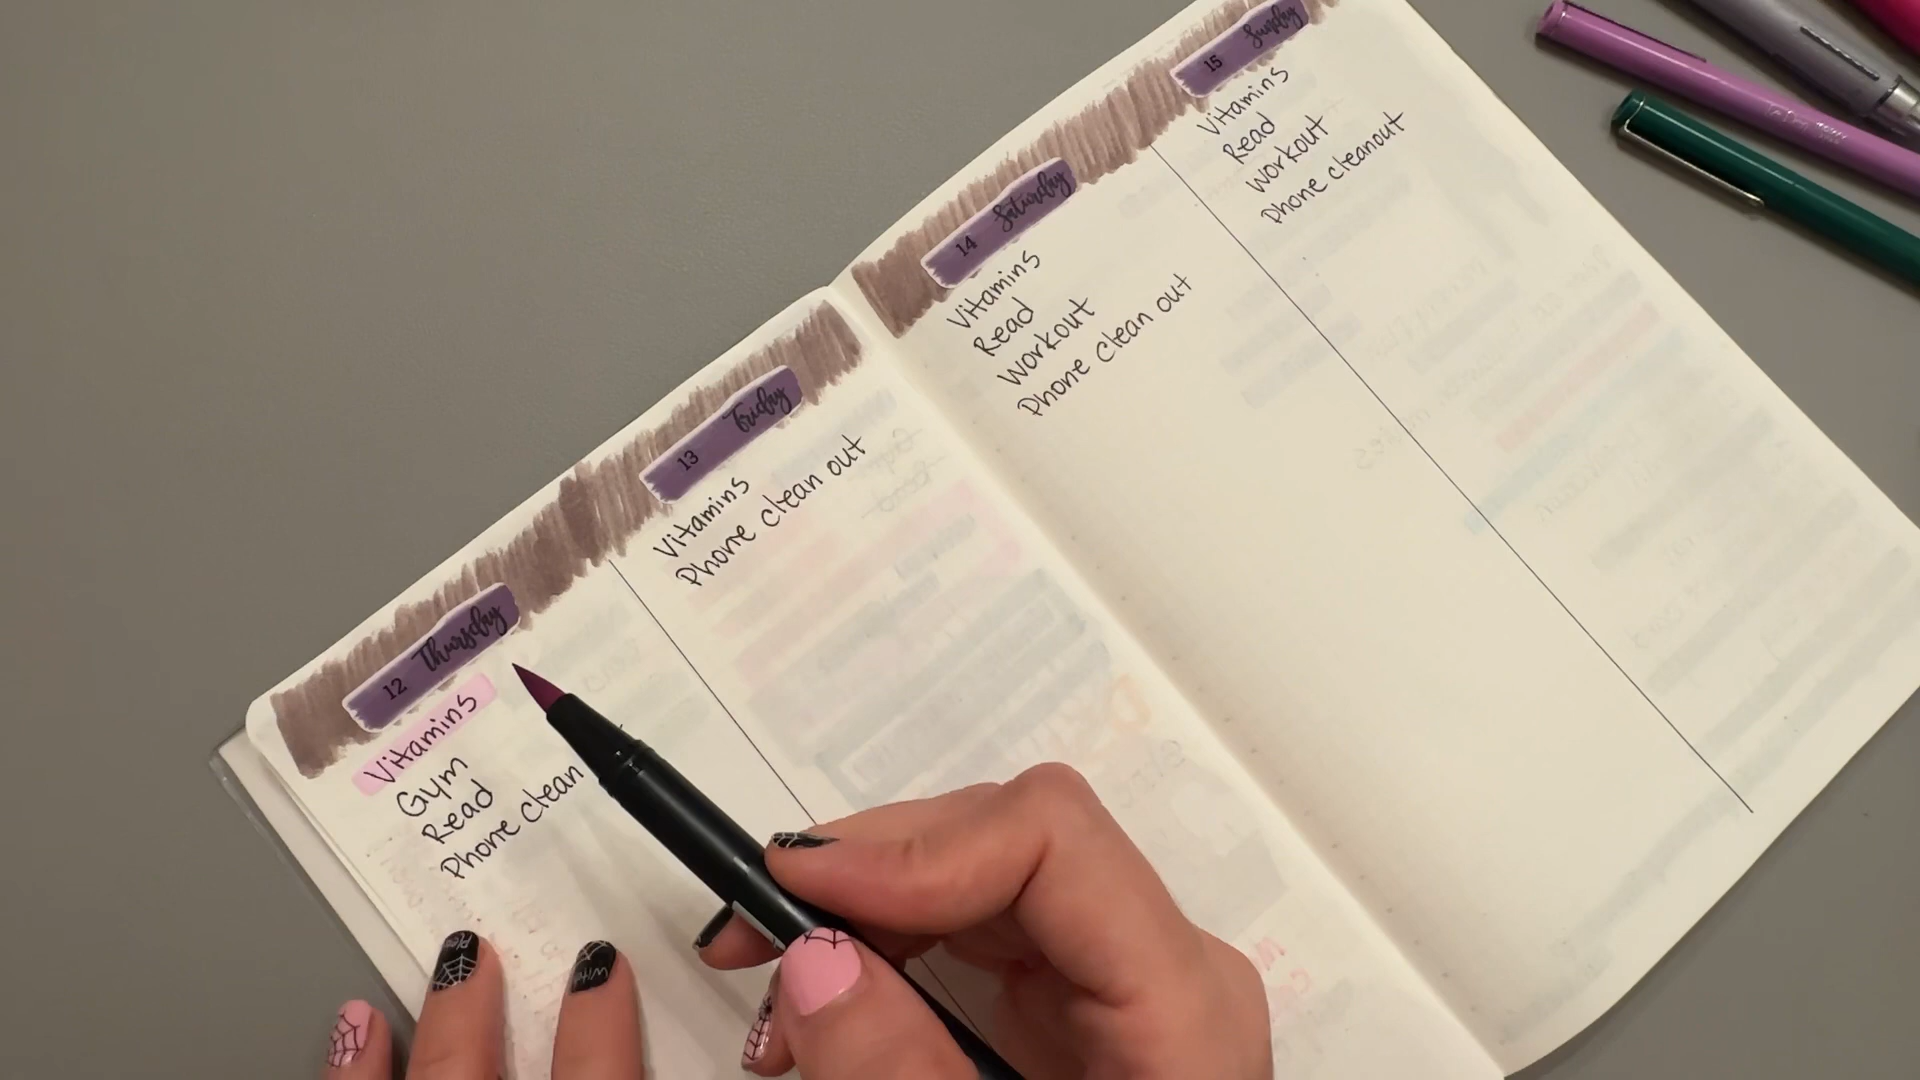 12 Thursday
Vitamins
Gym
Read
Phone clean
13 Friday
Vitamins
Phone clean out
14 Saturday
Vitamins
Read
Workout
Phone clean out
15 Sunday
Vitamins
Read
Workout
Phone cleanout